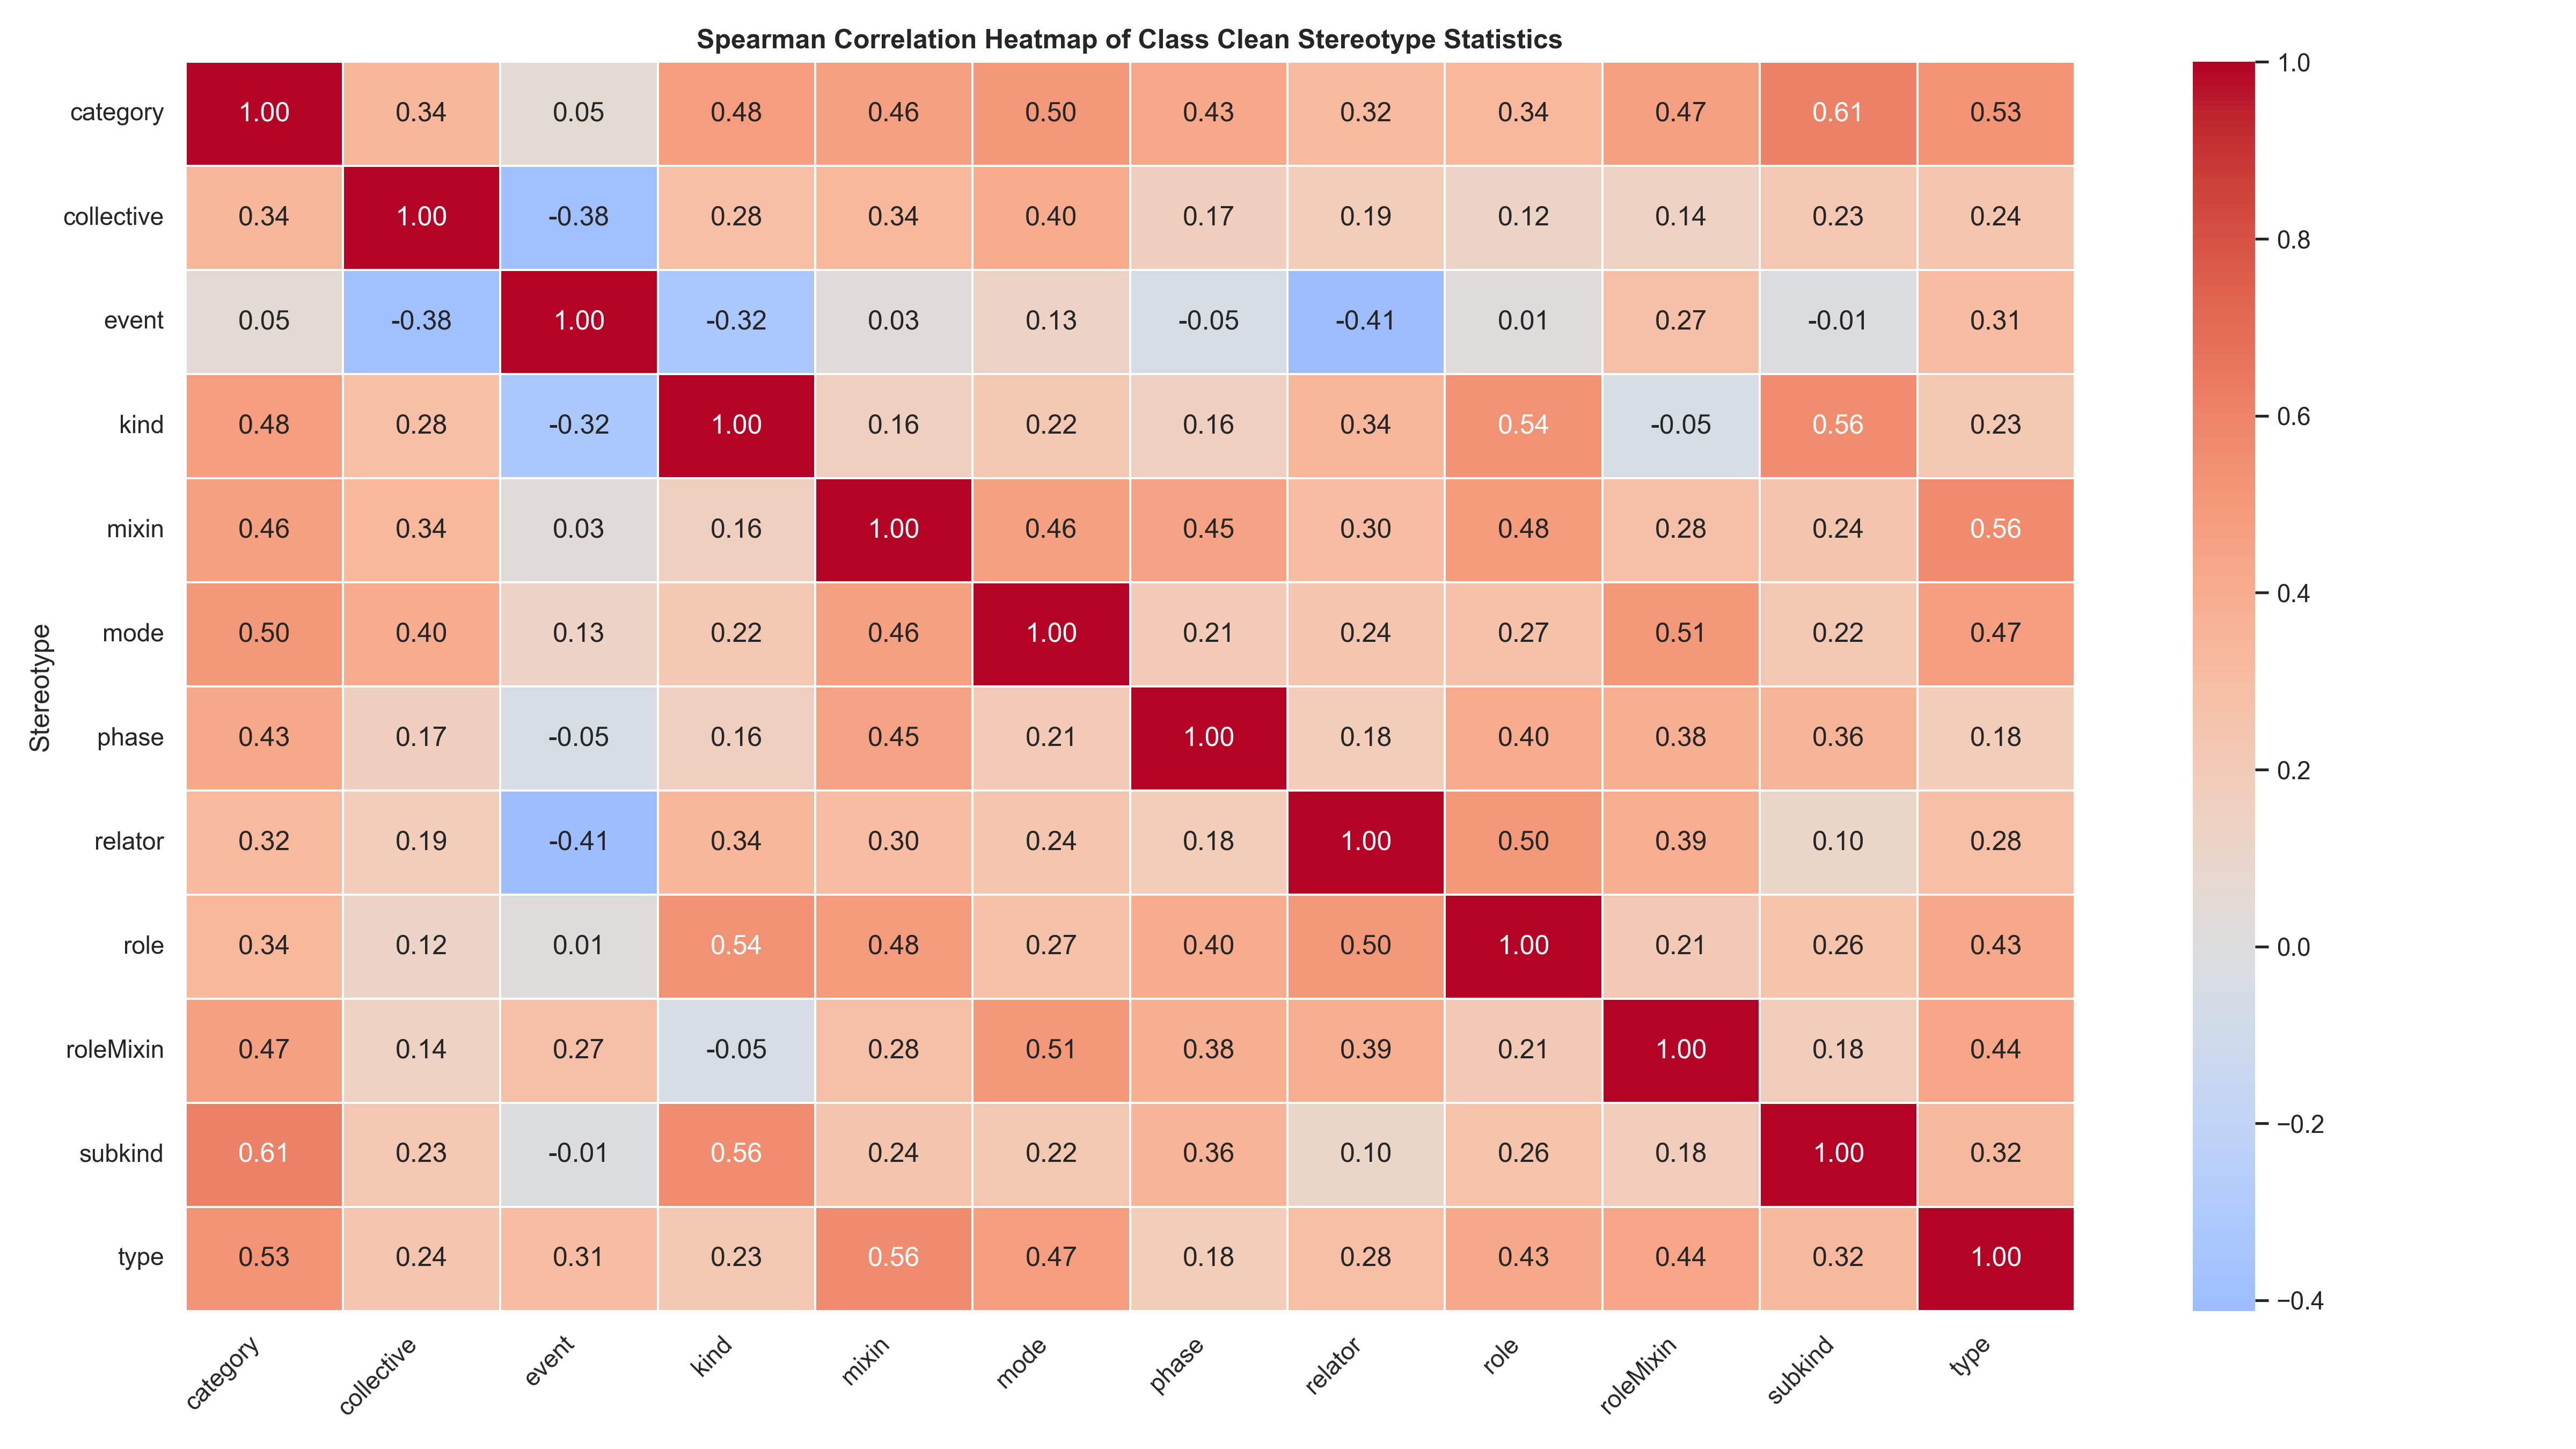 Spearman Correlation Heatmap of Class Clean Stereotype Statistics
category 1.00 0.34 0.05 0.48 0.46 0.50 0.43 0.32 0.34 0.47 0.61 0.53
collective 0.34 1.00 -0.38 0.28 0.34 0.40 0.17 0.19 0.12 0.14 0.23 0.24
event 0.05 -0.38 1.00 -0.32 0.03 0.13 -0.05 -0.41 0.01 0.27 -0.01 0.31
kind 0.48 0.28 -0.32 1.00 0.16 0.22 0.16 0.34 0.54 -0.05 0.56 0.23
mixin 0.46 0.34 0.03 0.16 1.00 0.46 0.45 0.30 0.48 0.28 0.24 0.56
mode 0.50 0.40 0.13 0.22 0.46 1.00 0.21 0.24 0.27 0.51 0.22 0.47
phase 0.43 0.17 -0.05 0.16 0.45 0.21 1.00 0.18 0.40 0.38 0.36 0.18
relator 0.32 0.19 -0.41 0.34 0.30 0.24 0.18 1.00 0.50 0.39 0.10 0.28
role 0.34 0.12 0.01 0.54 0.48 0.27 0.40 0.50 1.00 0.21 0.26 0.43
roleMixin 0.47 0.14 0.27 -0.05 0.28 0.51 0.38 0.39 0.21 1.00 0.18 0.44
subkind 0.61 0.23 -0.01 0.56 0.24 0.22 0.36 0.10 0.26 0.18 1.00 0.32
type 0.53 0.24 0.31 0.23 0.56 0.47 0.18 0.28 0.43 0.44 0.32 1.00
Stereotype
category collective event kind mixin mode phase relator role roleMixin subkind type
1.0
0.8
0.6
0.4
0.2
0.0
−0.2
−0.4